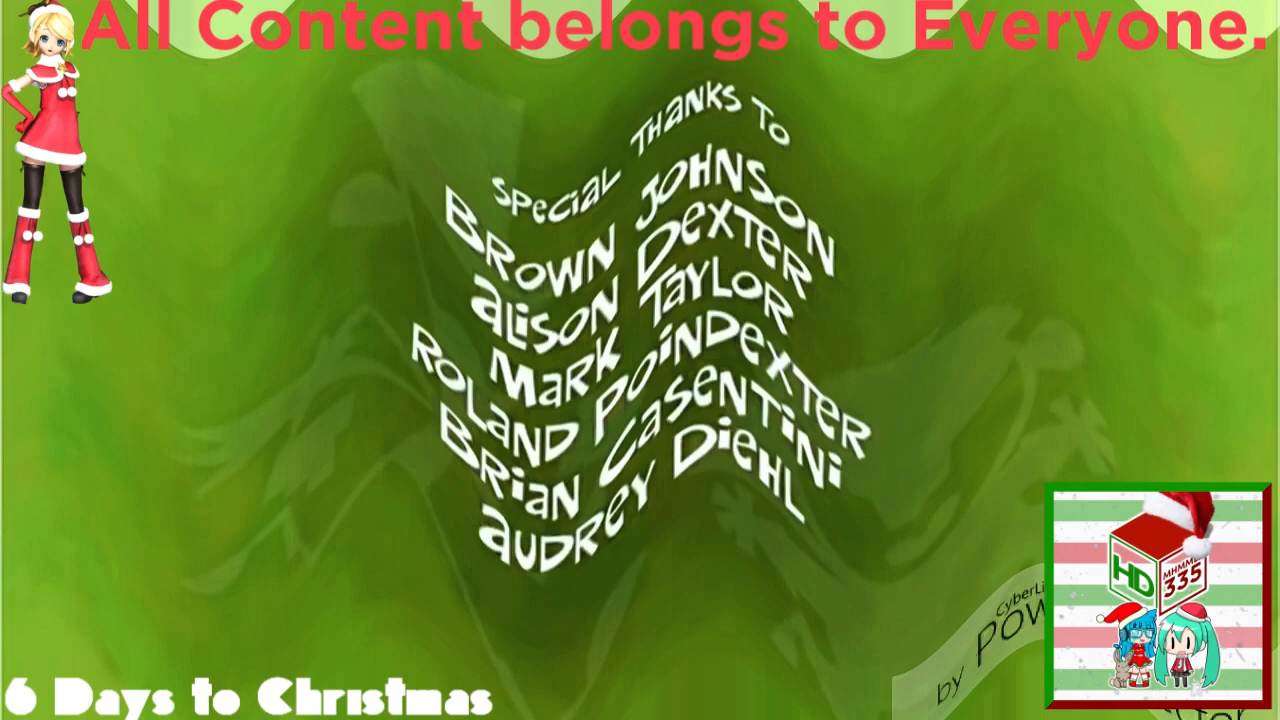 All Content belongs to Everyone.
SPECIAL THANKS TO
BROWN JOHNSON
ALISON DEXTER
MARK TAYLOR
ROLAND POINDEXTER
BRIAN CASENTINI
AUDREY DIEHL
HD
MHMMI
335
by
6 Days to Christmas